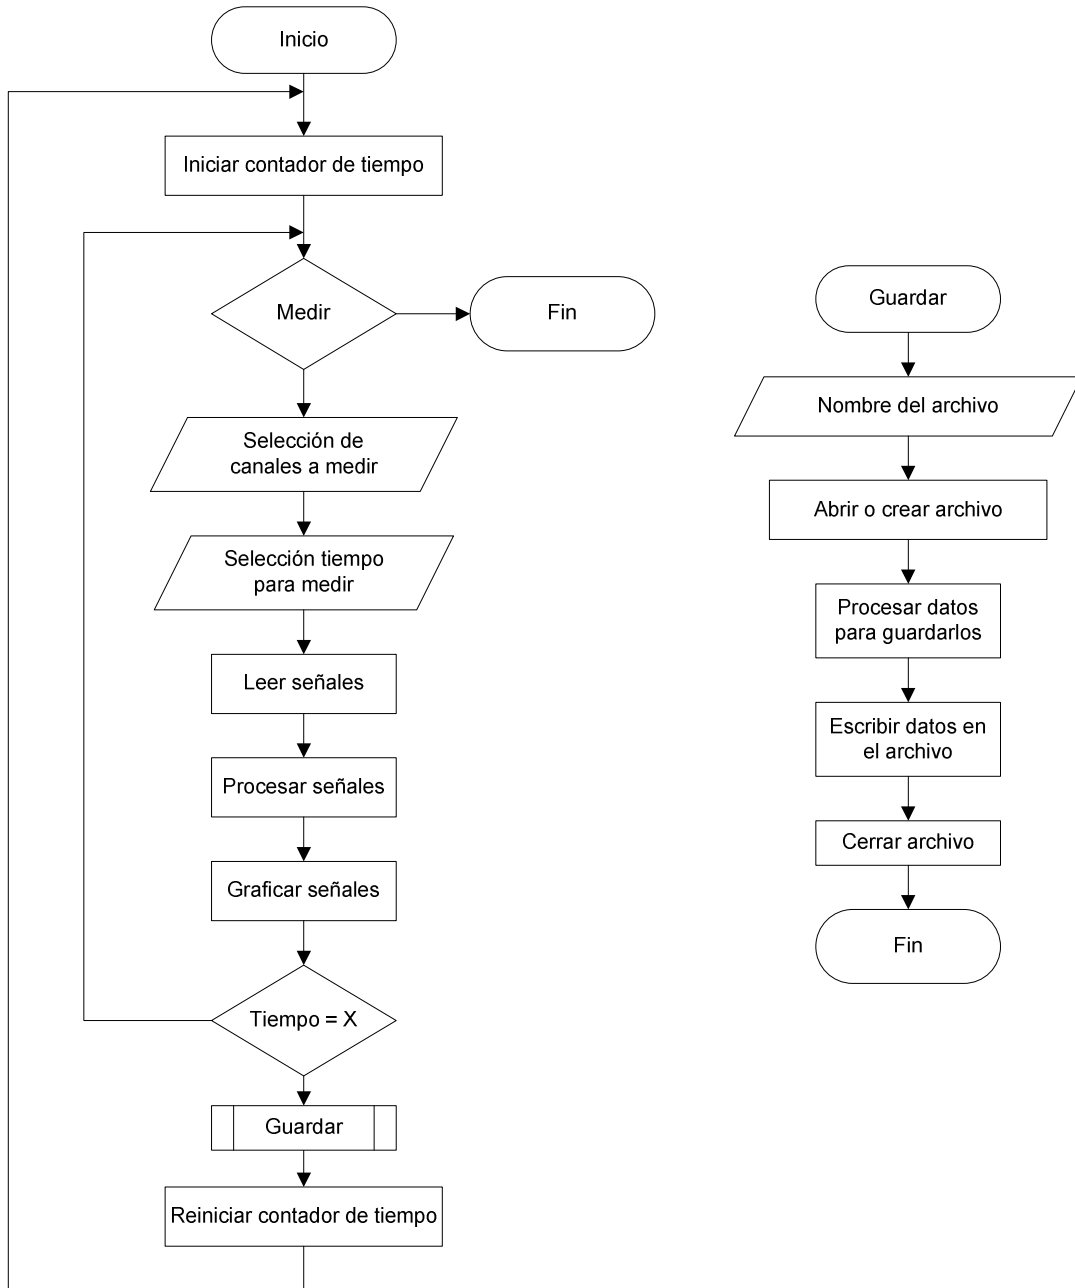 Inicio
Iniciar contador de tiempo
Medir
Fin
Selección de
canales a medir
Selección tiempo
para medir
Leer señales
Procesar señales
Graficar señales
Tiempo = X
Guardar
Reiniciar contador de tiempo
Guardar
Nombre del archivo
Abrir o crear archivo
Procesar datos
para guardarlos
Escribir datos en
el archivo
Cerrar archivo
Fin